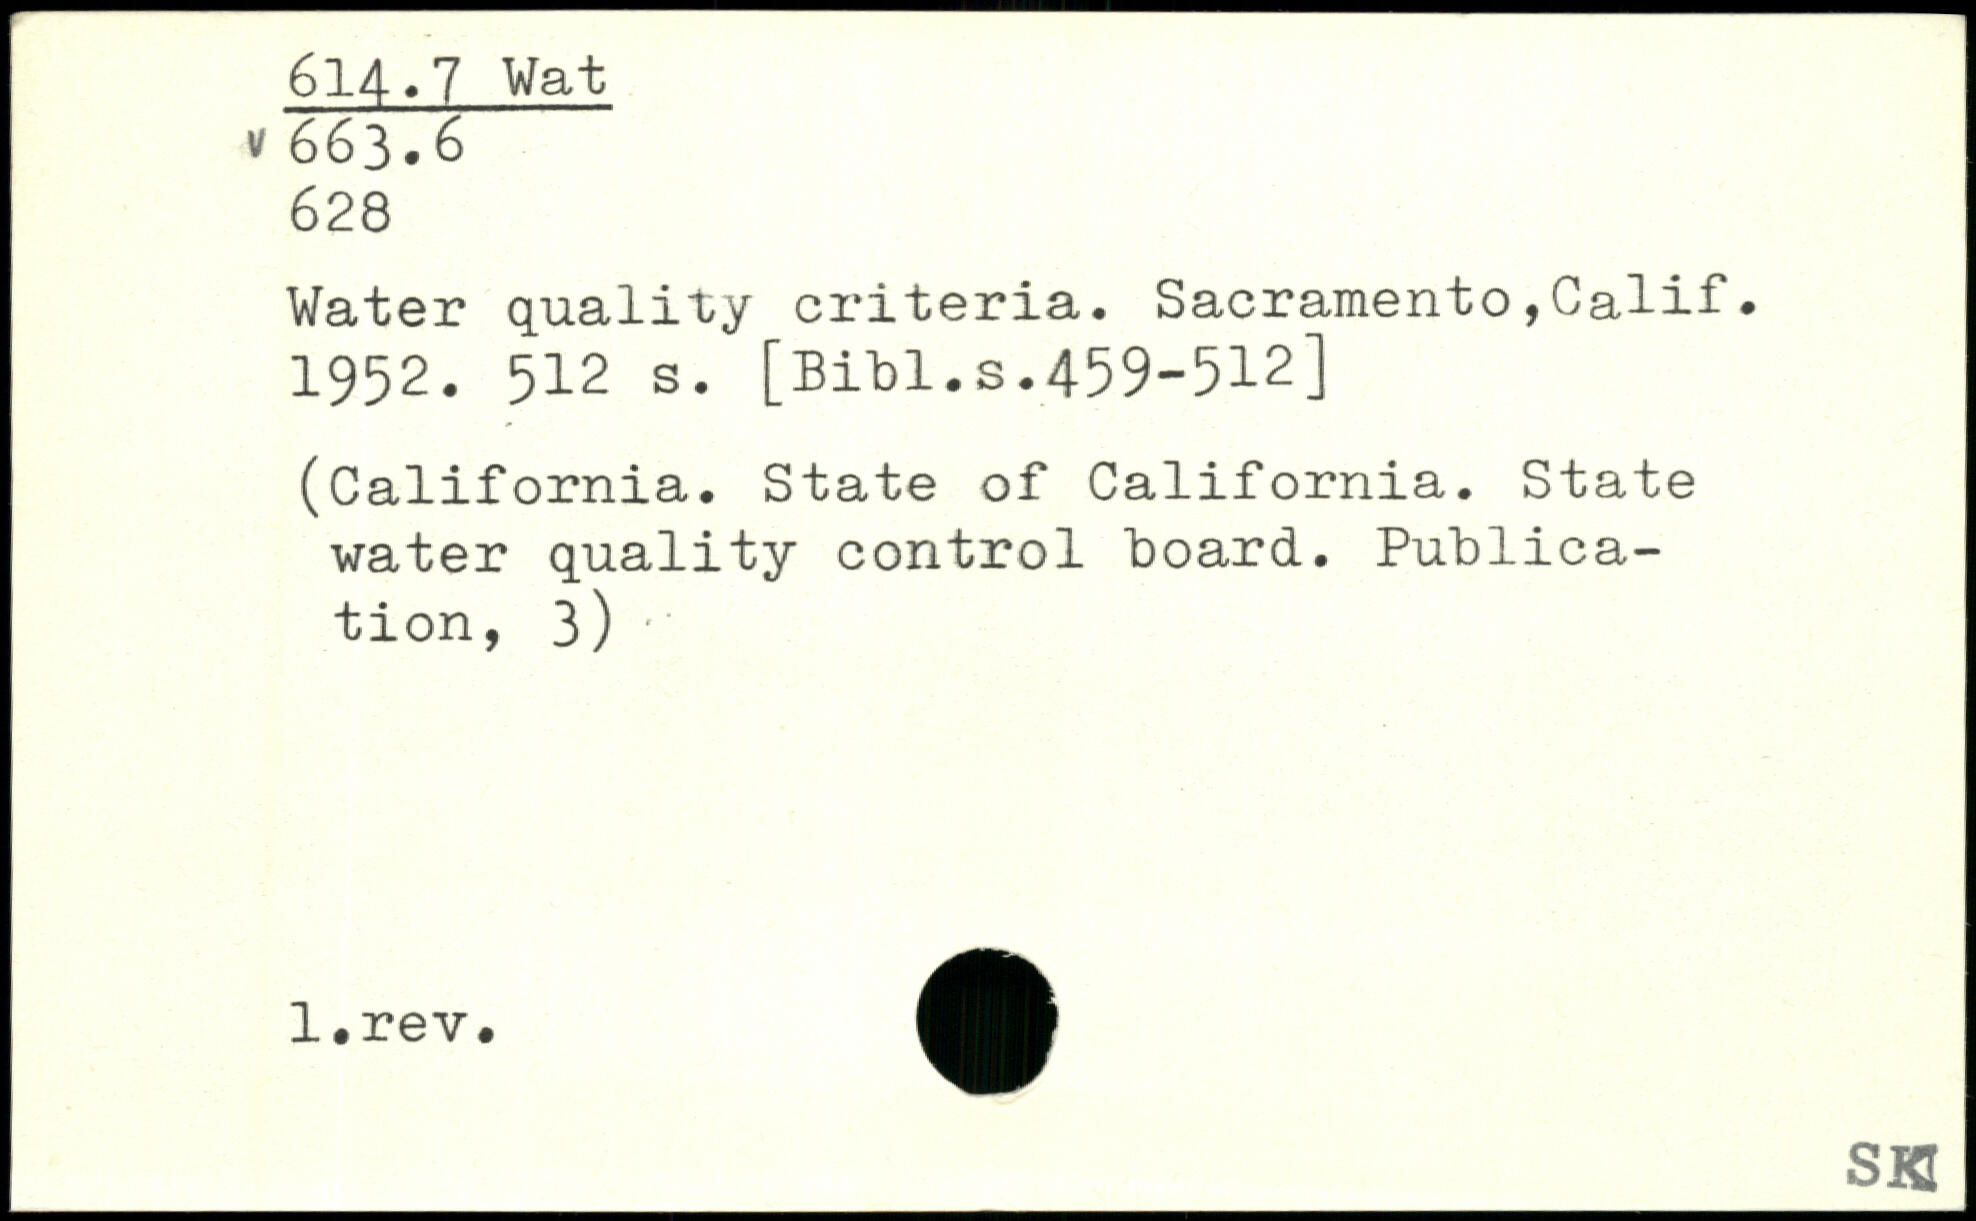 614.7 Wat
v 663.6
628
Water quality criteria. Sacramento,Calif.
1952. 512 s. [Bibl.s.459-512]
(California. State of California. State
water quality control board. Publica-
tion, 3)
1.rev.
SK